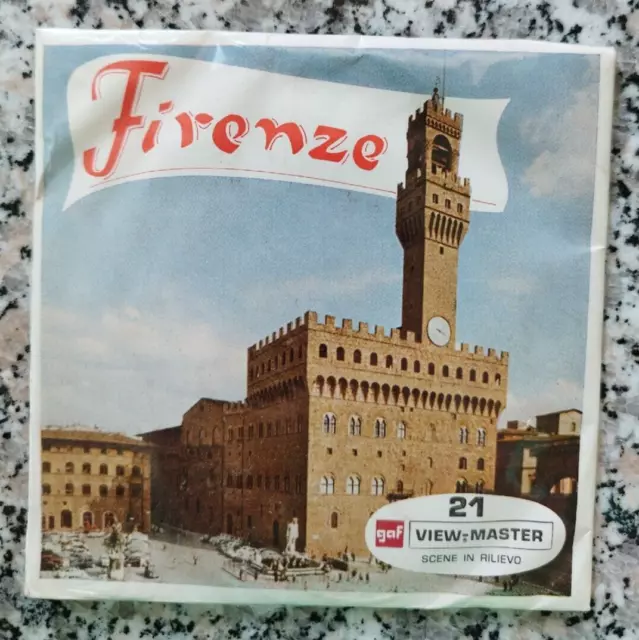 Firenze
21
gaf VIEW-MASTER
SCENE IN RILIEVO